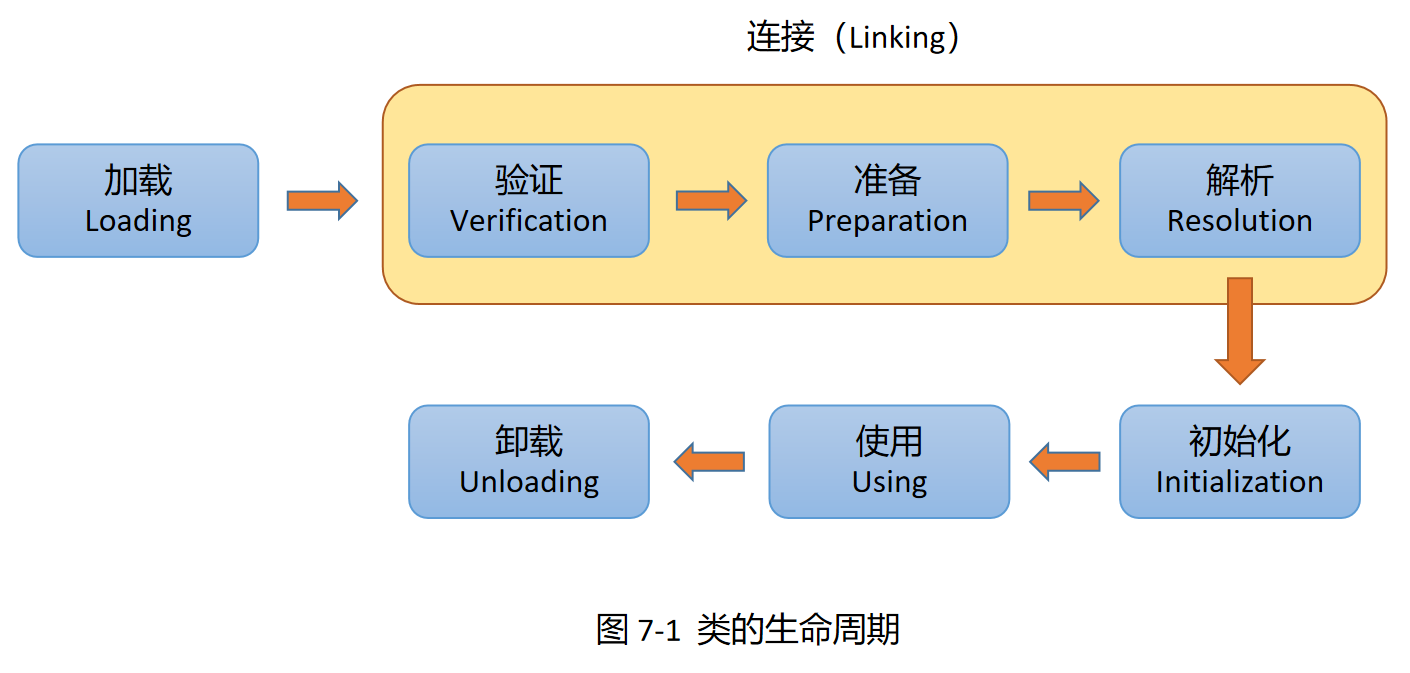 连接（Linking）
加载
Loading
验证
Verification
准备
Preparation
解析
Resolution
卸载
Unloading
使用
Using
初始化
Initialization
图 7-1 类的生命周期